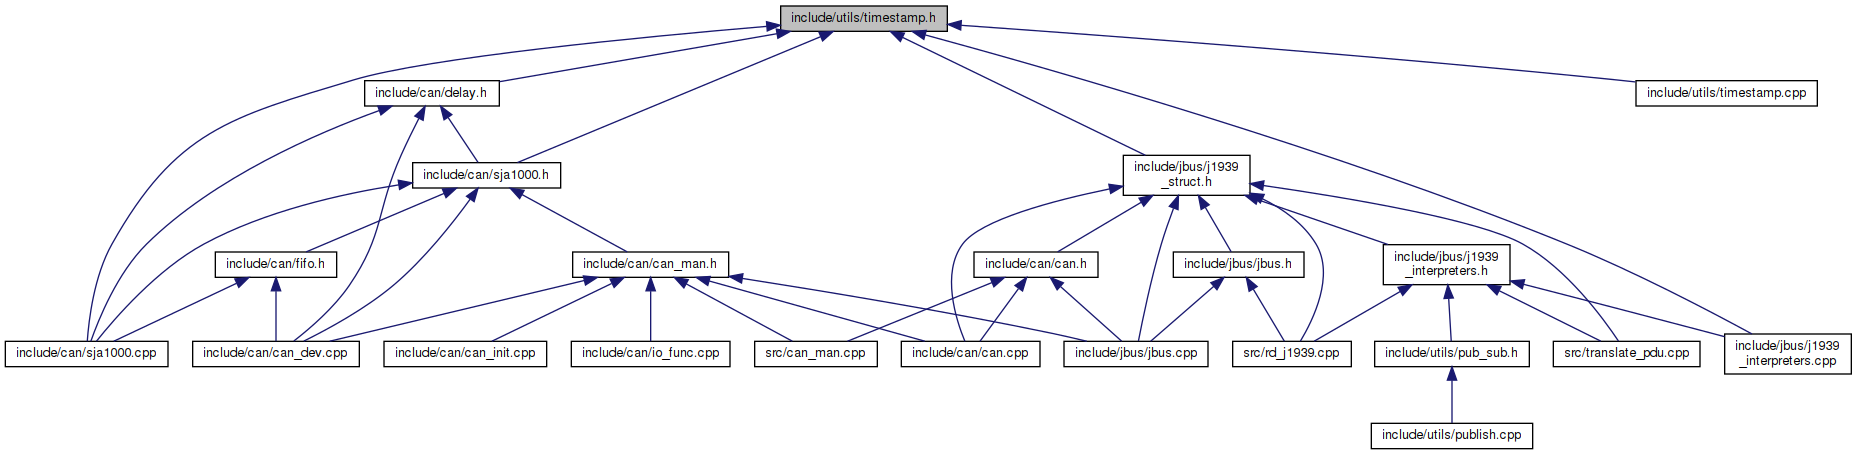 include/utils/timestamp.h
include/can/delay.h
include/utils/timestamp.cpp
include/can/sja1000.h
include/jbus/j1939
_struct.h
include/can/fifo.h
include/can/can_man.h
include/can/can.h
include/jbus/jbus.h
include/jbus/j1939
_interpreters.h
include/can/sja1000.cpp
include/can/can_dev.cpp
include/can/can_init.cpp
include/can/io_func.cpp
src/can_man.cpp
include/can/can.cpp
include/jbus/jbus.cpp
src/rd_j1939.cpp
include/utils/pub_sub.h
src/translate_pdu.cpp
include/jbus/j1939
_interpreters.cpp
include/utils/publish.cpp